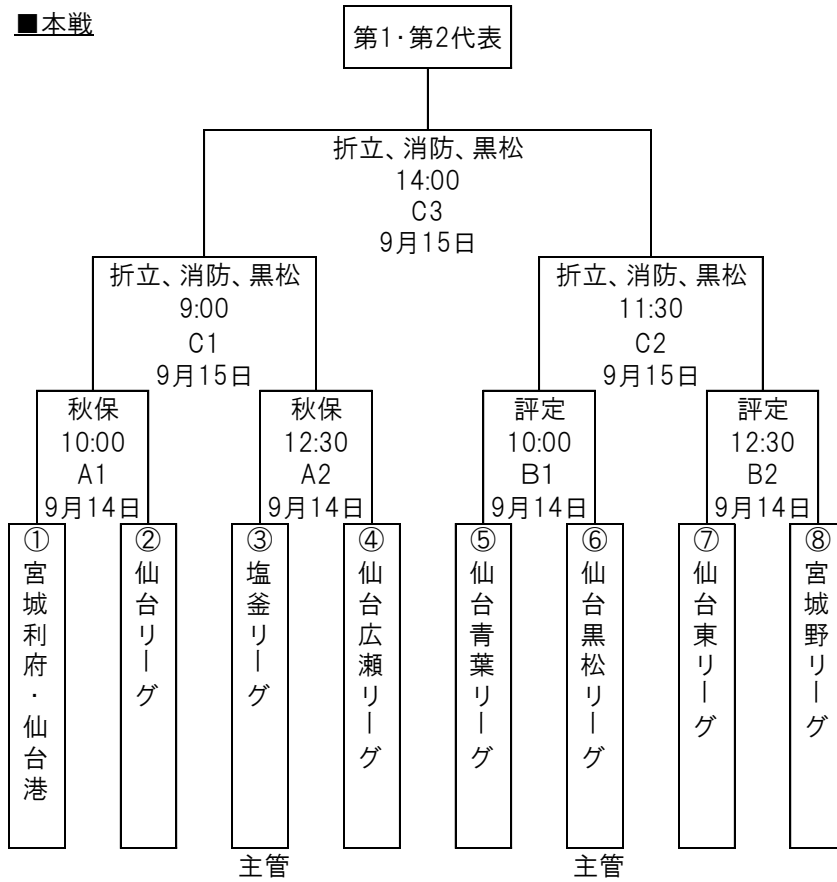 ■本戦
第1・第2代表
折立、消防、黒松
14:00
C3
9月15日
折立、消防、黒松
9:00
C1
9月15日
折立、消防、黒松
11:30
C2
9月15日
秋保
10:00
A1
9月14日
秋保
12:30
A2
9月14日
評定
10:00
B1
9月14日
評定
12:30
B2
9月14日
①宮城利府・仙台港
②仙台リーグ
③塩釜リーグ
④仙台広瀬リーグ
⑤仙台青葉リーグ
⑥仙台黒松リーグ
⑦仙台東リーグ
⑧宮城野リーグ
主管
主管